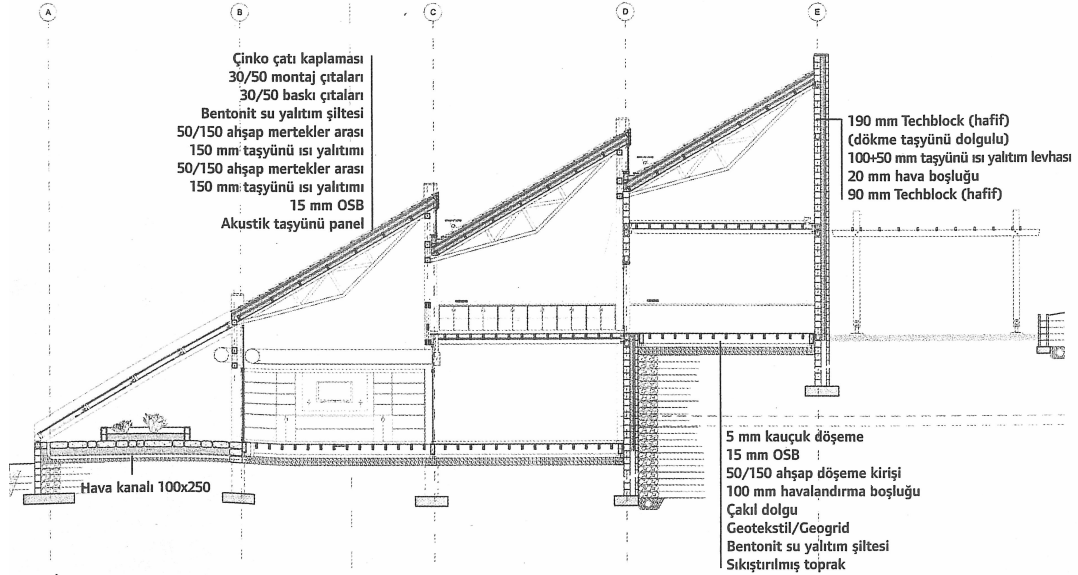 A B C D E
Çinko çatı kaplaması
30/50 montaj çıtaları
30/50 baskı çıtaları
Bentonit su yalıtım şiltesi
50/150 ahşap mertekler arası
150 mm taşyünü ısı yalıtımı
50/150 ahşap mertekler arası
150 mm taşyünü ısı yalıtımı
15 mm OSB
Akustik taşyünü panel
190 mm Techblock (hafif)
(dökme taşyünü dolgulu)
100+50 mm taşyünü ısı yalıtım levhası
20 mm hava boşluğu
90 mm Techblock (hafif)
Hava kanalı 100x250
5 mm kauçuk döşeme
15 mm OSB
50/150 ahşap döşeme kirişi
100 mm havalandırma boşluğu
Çakıl dolgu
Geotekstil/Geogrid
Bentonit su yalıtım şiltesi
Sıkıştırılmış toprak